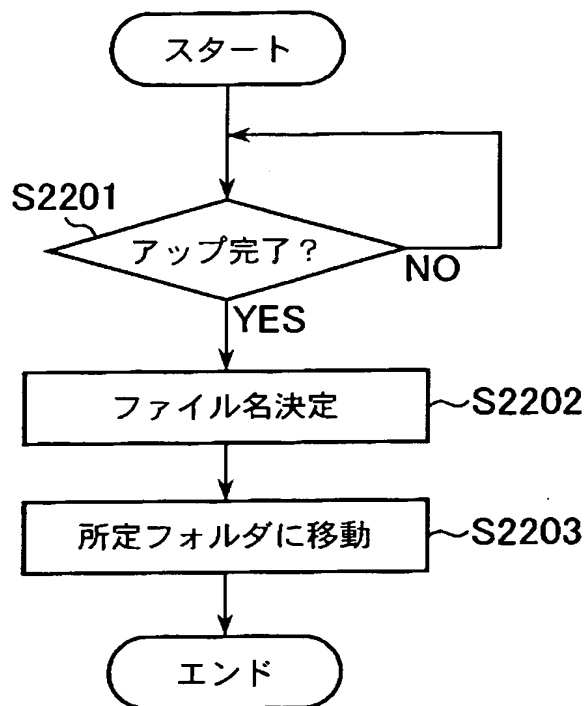 スタート
S2201
アップ完了?
NO
YES
ファイル名決定
S2202
所定フォルダに移動
S2203
エンド